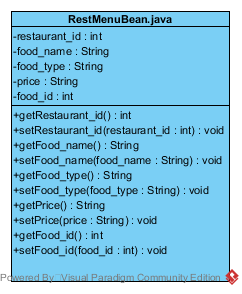 RestMenuBean.java
-restaurant_id : int
-food_name : String
-food_type : String
-price : String
-food_id : int
+getRestaurant_id() : int
+setRestaurant_id(restaurant_id : int) : void
+getFood_name() : String
+setFood_name(food_name : String) : void
+getFood_type() : String
+setFood_type(food_type : String) : void
+getPrice() : String
+setPrice(price : String) : void
+getFood_id() : int
+setFood_id(food_id : int) : void
Powered By Visual Paradigm Community Edition